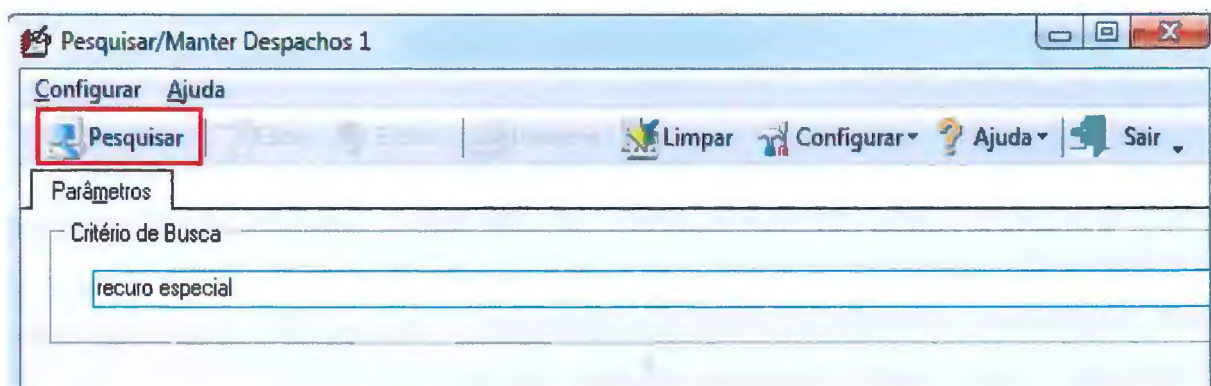 Pesquisar/Manter Despachos 1
Configurar Ajuda
Pesquisar Limpar Configurar Ajuda Sair
Parâmetros
Critério de Busca
recuro especial